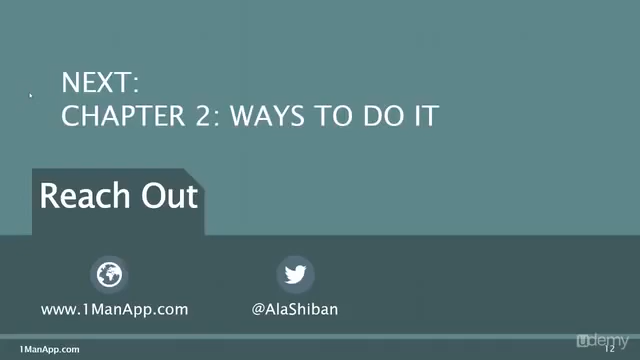 NEXT:
CHAPTER 2: WAYS TO DO IT
Reach Out
www.1ManApp.com
@AlaShiban
1ManApp.com
12
udemy